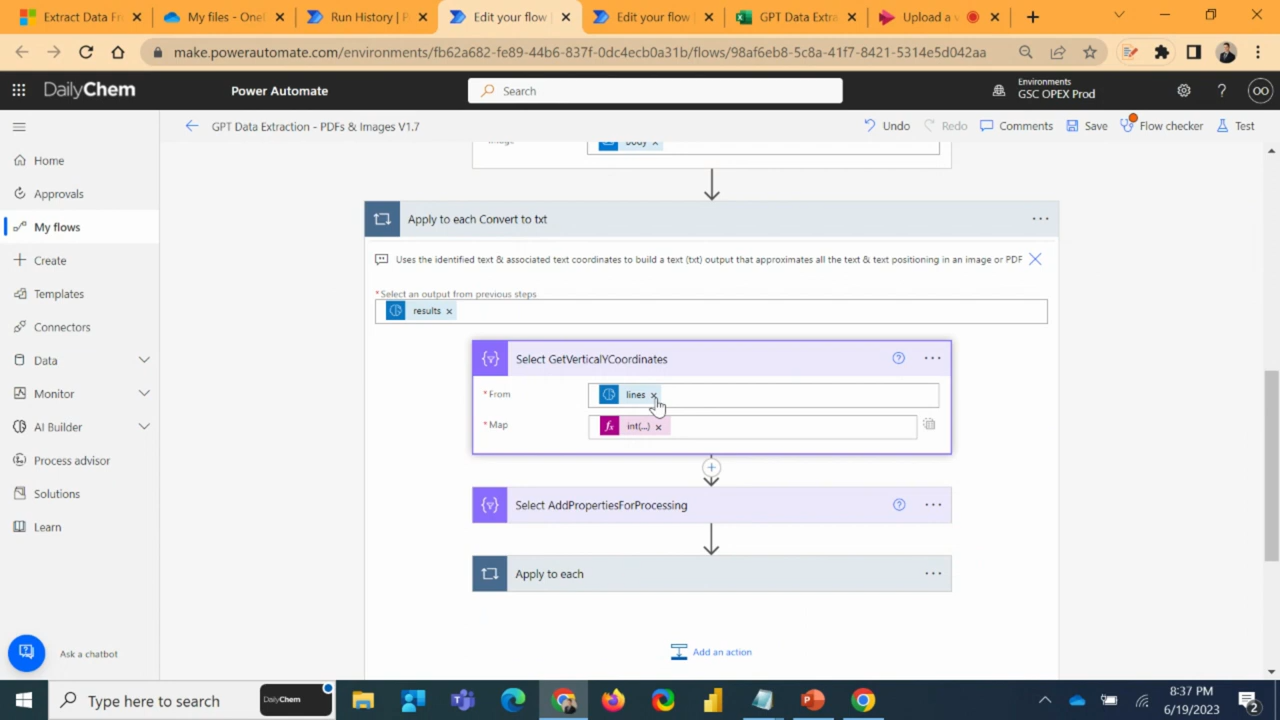 Extract Data Fr
My files - OneI
Run History | P
Edit your flow |
Edit your flow |
GPT Data Extra
Upload a v
make.powerautomate.com/environments/fb62a682-fe89-44b6-837f-0dc4ecb0a31b/flows/98af6eb8-5c8a-41f7-8421-5314e5d042aa
DailyChem
Power Automate
Search
Environments
GSC OPEX Prod
OO
GPT Data Extraction - PDFs & Images V1.7
Undo
Redo
Comments
Save
Flow checker
Test
Home
Approvals
My flows
Create
Templates
Connectors
Data
Monitor
AI Builder
Process advisor
Solutions
Learn
Ask a chatbot
Image
body
Apply to each Convert to txt
Uses the identified text & associated text coordinates to build a text (txt) output that approximates all the text & text positioning in an image or PDF
*Select an output from previous steps
results
Select GetVerticalYCoordinates
*From
lines
*Map
int(...)
Select AddPropertiesForProcessing
Apply to each
Add an action
Type here to search
DailyChem
8:37 PM
6/19/2023
2